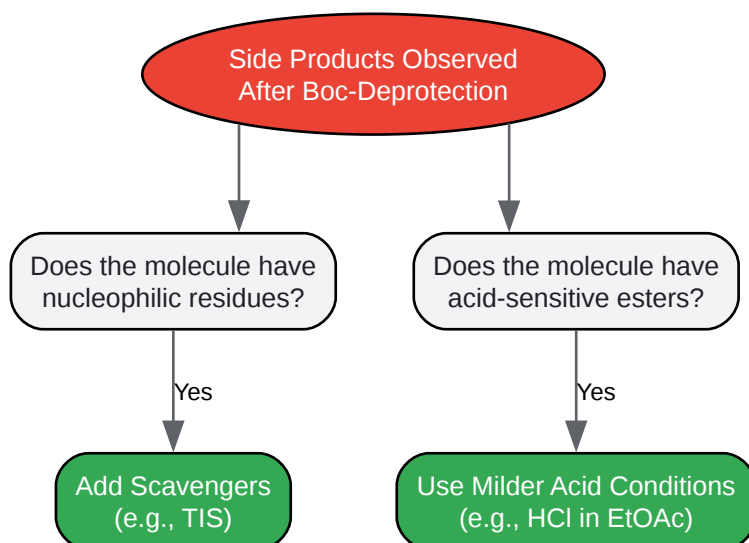 Side Products Observed
After Boc-Deprotection
Does the molecule have
nucleophilic residues?
Does the molecule have
acid-sensitive esters?
Yes
Yes
Add Scavengers
(e.g., TIS)
Use Milder Acid Conditions
(e.g., HCl in EtOAc)